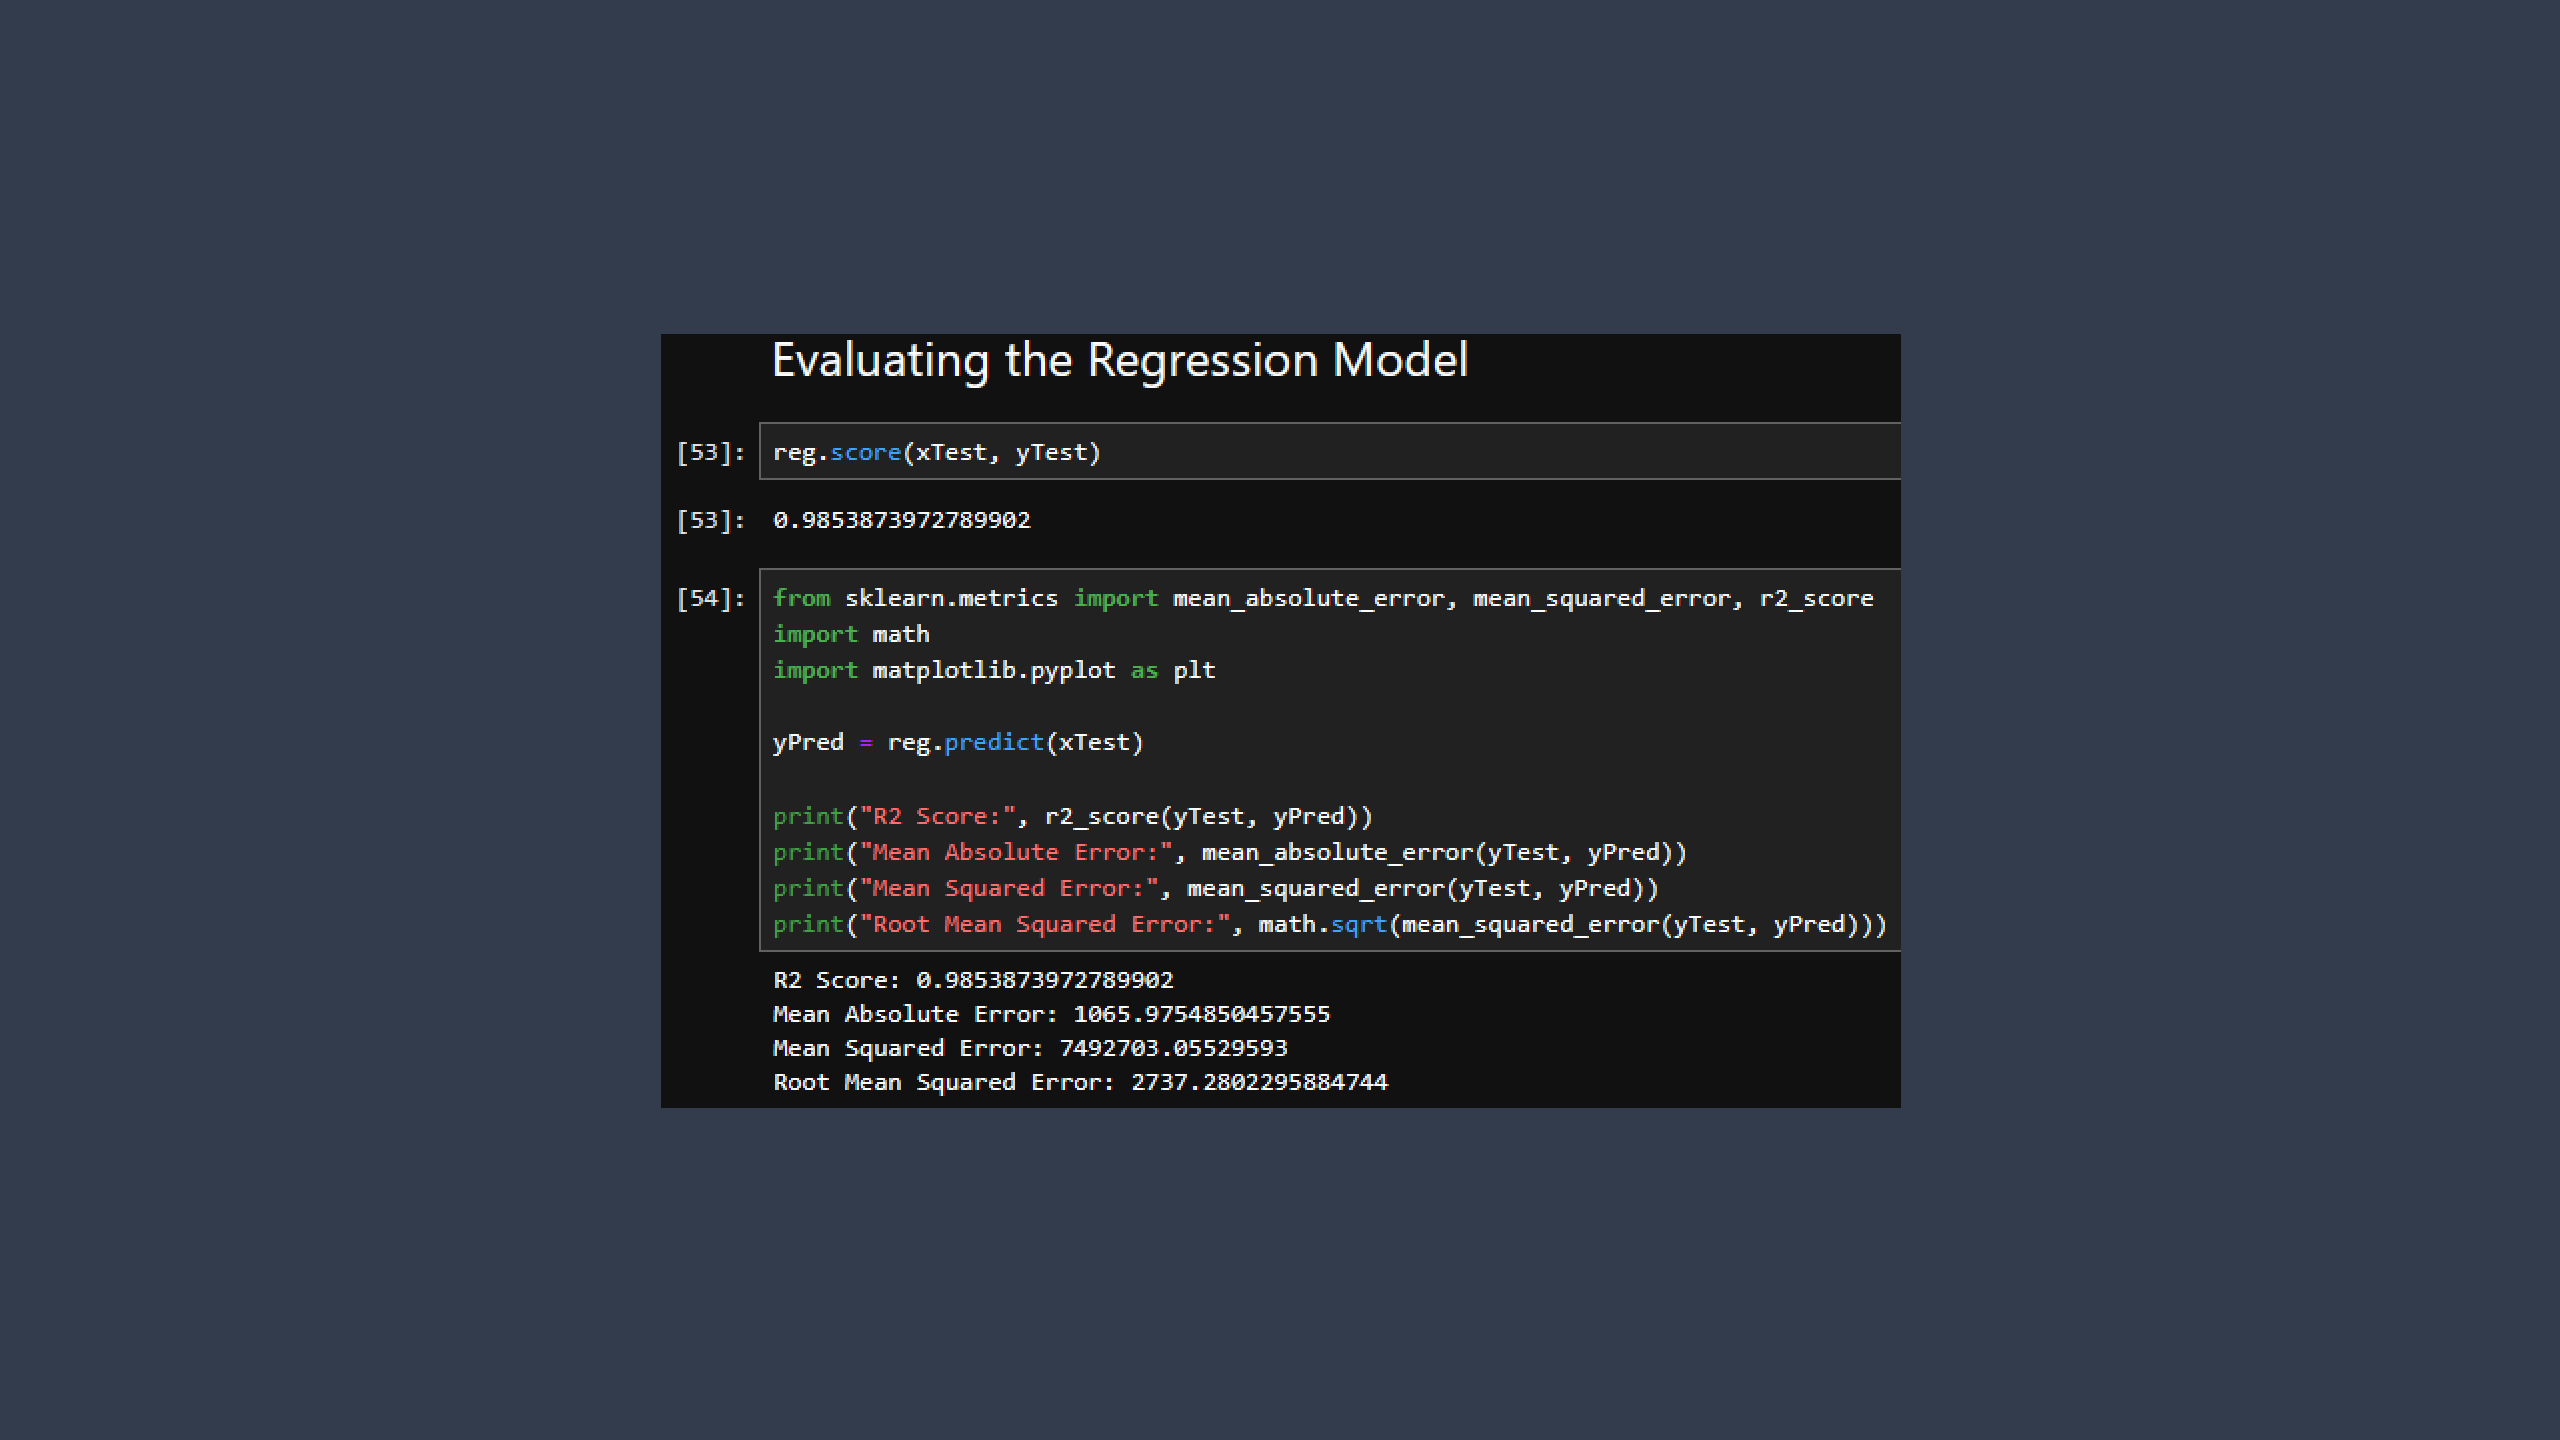 Evaluating the Regression Model
[53]: reg.score(xTest, yTest)
[53]: 0.9853873972789902
[54]: from sklearn.metrics import mean_absolute_error, mean_squared_error, r2_score
import math
import matplotlib.pyplot as plt
yPred = reg.predict(xTest)
print("R2 Score:", r2_score(yTest, yPred))
print("Mean Absolute Error:", mean_absolute_error(yTest, yPred))
print("Mean Squared Error:", mean_squared_error(yTest, yPred))
print("Root Mean Squared Error:", math.sqrt(mean_squared_error(yTest, yPred)))
R2 Score: 0.9853873972789902
Mean Absolute Error: 1065.9754850457555
Mean Squared Error: 7492703.05529593
Root Mean Squared Error: 2737.2802295884744